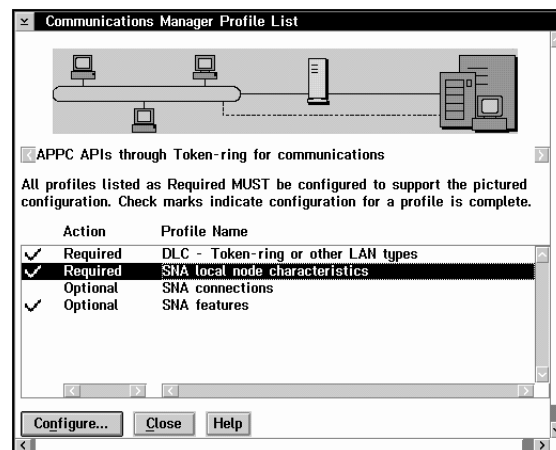 Communications Manager Profile List
APPC APIs through Token-ring for communications
All profiles listed as Required MUST be configured to support the pictured
configuration. Check marks indicate configuration for a profile is complete.
Action Profile Name
Required DLC - Token-ring or other LAN types
Required SNA local node characteristics
Optional SNA connections
Optional SNA features
Configure... Close Help